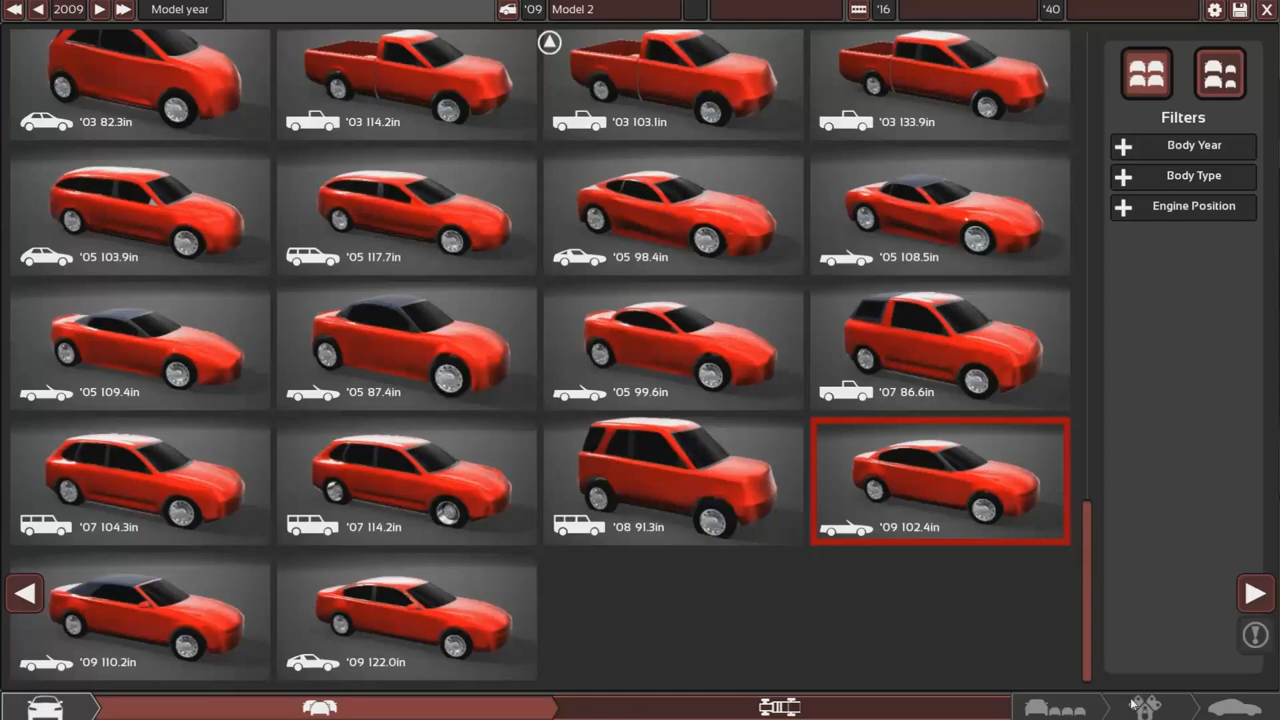 2009
Model year
'09
Model 2
'16
'40
'03 82.3in
'03 114.2in
'03 103.1in
'03 133.9in
Filters
Body Year
Body Type
Engine Position
'05 103.9in
'05 117.7in
'05 98.4in
'05 108.5in
'05 109.4in
'05 87.4in
'05 99.6in
'07 86.6in
'07 104.3in
'07 114.2in
'08 91.3in
'09 102.4in
'09 110.2in
'09 122.0in